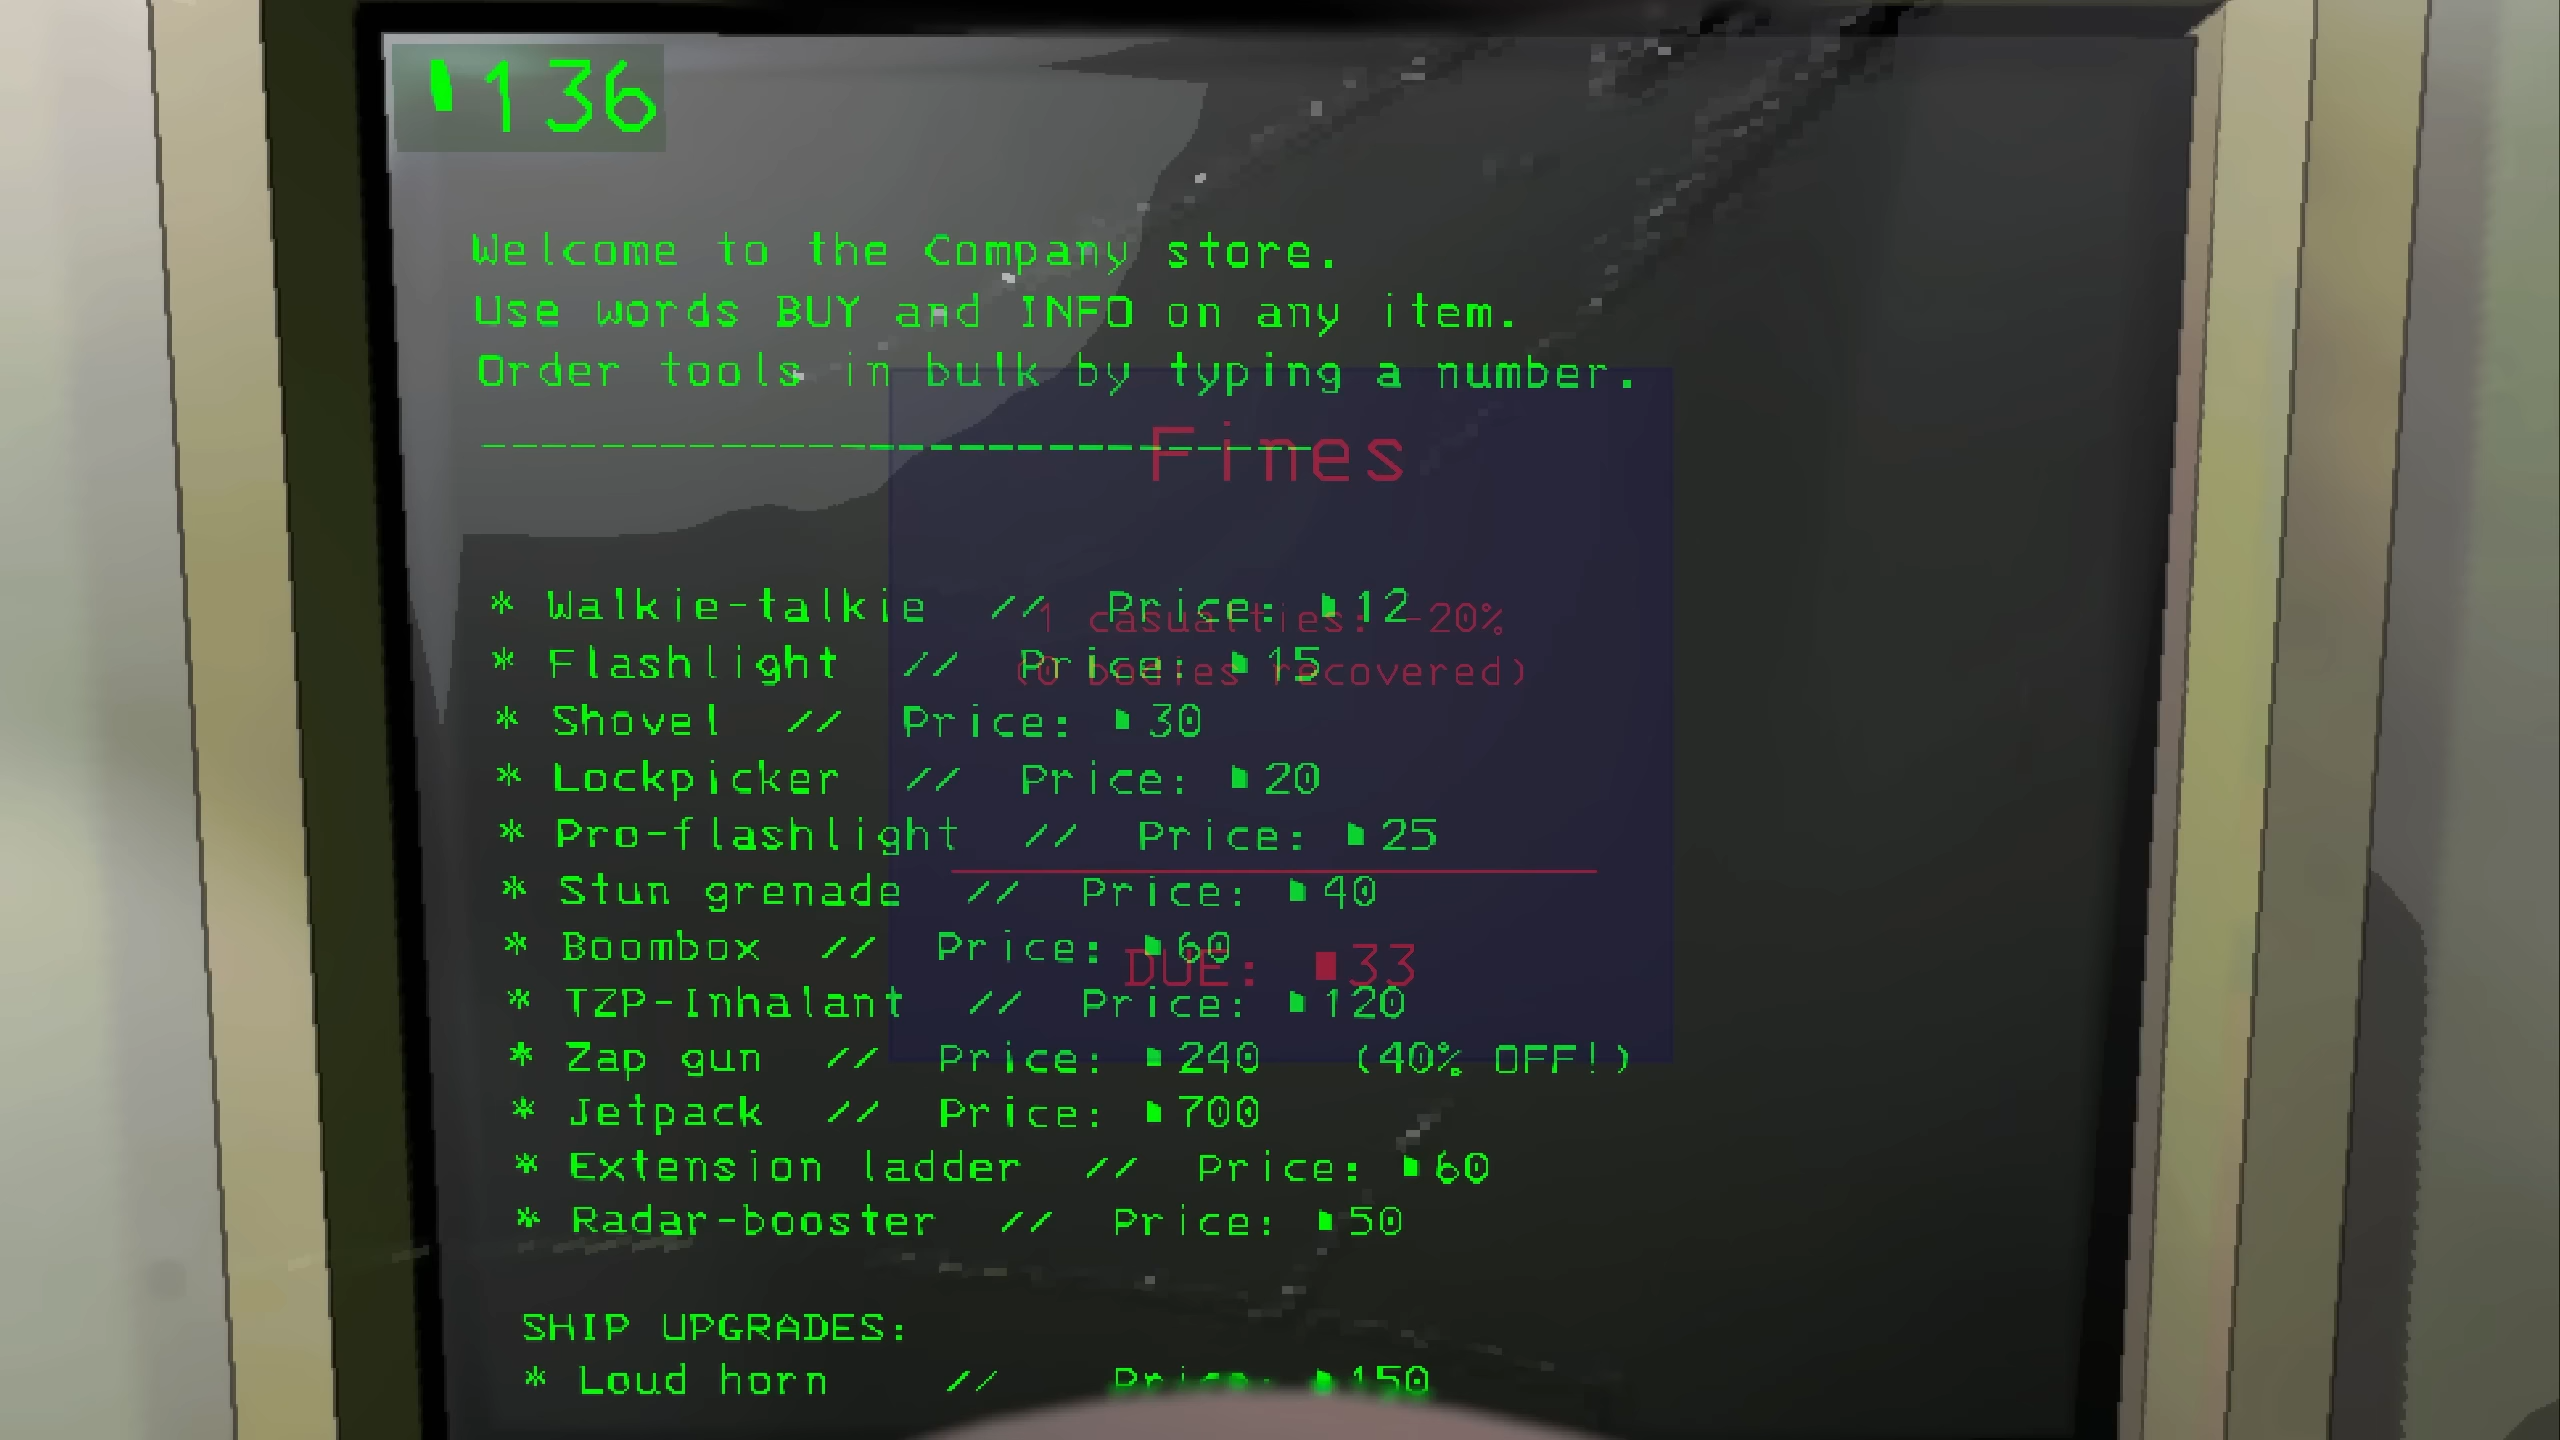 136
Welcome to the Company store.
Use words BUY and INFO on any item.
Order tools in bulk by typing a number.
----------------------------
Fines
* Walkie-talkie // Price: 12
1 casualties: -20%
* Flashlight // Price: 15
(0 bodies recovered)
* Shovel // Price: 30
* Lockpicker // Price: 20
* Pro-flashlight // Price: 25
* Stun grenade // Price: 40
* Boombox // Price: 60
DUE: 33
* TZP-Inhalant // Price: 120
* Zap gun // Price: 240 (40% OFF!)
* Jetpack // Price: 700
* Extension ladder // Price: 60
* Radar-booster // Price: 50
SHIP UPGRADES:
* Loud horn // Price: 150